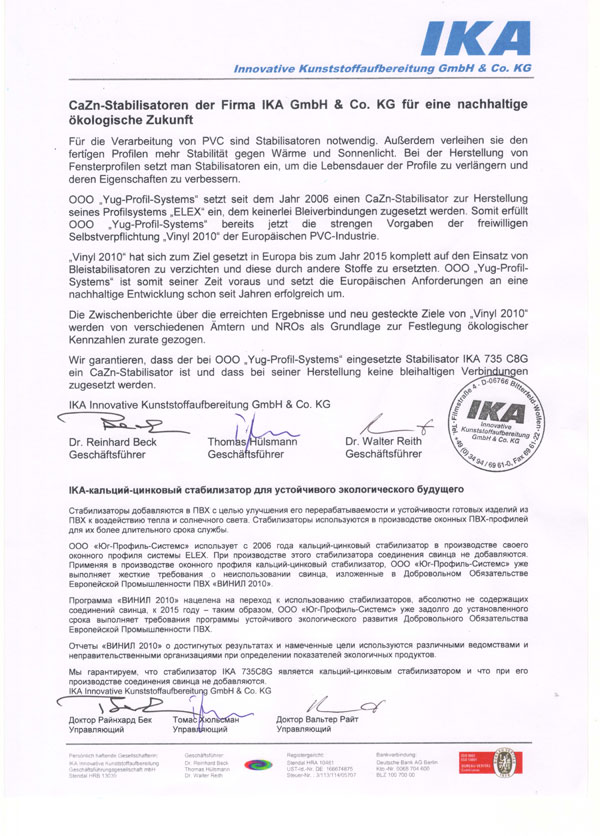 IKA
Innovative Kunststoffaufbereitung GmbH & Co. KG
CaZn-Stabilisatoren der Firma IKA GmbH & Co. KG für eine nachhaltige
ökologische Zukunft
Für die Verarbeitung von PVC sind Stabilisatoren notwendig. Außerdem verleihen sie den
fertigen Profilen mehr Stabilität gegen Wärme und Sonnenlicht. Bei der Herstellung von
Fensterprofilen setzt man Stabilisatoren ein, um die Lebensdauer der Profile zu verlängern und
deren Eigenschaften zu verbessern.
OOO „Yug-Profil-Systems“ setzt seit dem Jahr 2006 einen CaZn-Stabilisator zur Herstellung
seines Profilsystems „ELEX“ ein, dem keinerlei Bleiverbindungen zugesetzt werden. Somit erfüllt
OOO „Yug-Profil-Systems“ bereits jetzt die strengen Vorgaben der freiwilligen
Selbstverpflichtung „Vinyl 2010“ der Europäischen PVC-Industrie.
„Vinyl 2010“ hat sich zum Ziel gesetzt in Europa bis zum Jahr 2015 komplett auf den Einsatz von
Bleistabilisatoren zu verzichten und diese durch andere Stoffe zu ersetzten. OOO „Yug-Profil-
Systems“ ist somit seiner Zeit voraus und setzt die Europäischen Anforderungen an eine
nachhaltige Entwicklung schon seit Jahren erfolgreich um.
Die Zwischenberichte über die erreichten Ergebnisse und neu gesteckte Ziele von „Vinyl 2010“
werden von verschiedenen Ämtern und NROs als Grundlage zur Festlegung ökologischer
Kennzahlen zurate gezogen.
Wir garantieren, dass der bei OOO „Yug-Profil-Systems“ eingesetzte Stabilisator IKA 735 C8G
ein CaZn-Stabilisator ist und dass bei seiner Herstellung keine bleihaltigen Verbindungen
zugesetzt werden.
IKA Innovative Kunststoffaufbereitung GmbH & Co. KG
Dr. Reinhard Beck Thomas Hülsmann Dr. Walter Reith
Geschäftsführer Geschäftsführer Geschäftsführer
Filmstraße 4 - D-06766 Bitterfeld-Wolfen
IKA
Innovative
Kunststoffaufbereitung
GmbH & Co. KG
IKA-кальций-цинковый стабилизатор для устойчивого экологического будущего
Стабилизаторы добавляются в ПВХ с целью улучшения его перерабатываемости и устойчивости готовых изделий из
ПВХ к воздействию тепла и солнечного света. Стабилизаторы используются в производстве оконных ПВХ-профилей
для их более длительного срока службы.
ООО «Юг-Профиль-Системс» использует с 2006 года кальций-цинковый стабилизатор в производстве своего
оконного профиля системы ELEX. При производстве этого стабилизатора соединения свинца не добавляются.
Применяя в производстве оконного профиля кальций-цинковый стабилизатор, ООО «Юг-Профиль-Системс» уже
выполняет жесткие требования о неиспользовании свинца, изложенные в Добровольном Обязательстве
Европейской Промышленности ПВХ «ВИНИЛ 2010».
Программа «ВИНИЛ 2010» нацелена на переход к использованию стабилизаторов, абсолютно не содержащих
соединений свинца, к 2015 году – таким образом, ООО «Юг-Профиль-Системс» уже задолго до установленного
срока выполняет требования программы устойчивого экологического развития Добровольного Обязательства
Европейской Промышленности ПВХ.
Отчеты «ВИНИЛ 2010» о достигнутых результатах и намеченные цели используются различными ведомствами и
неправительственными организациями при определении показателей экологичных продуктов.
Мы гарантируем, что стабилизатор IKA 735C8G является кальций-цинковым стабилизатором и что при его
производстве соединения свинца не добавляются.
IKA Innovative Kunststoffaufbereitung GmbH & Co. KG
Доктор Райнхард Бек Томас Хюльсман Доктор Вальтер Райт
Управляющий Управляющий Управляющий
Persönlich haftende Gesellschafterin: Geschäftsführer: Registergericht: Bankverbindung:
IKA Innovative Kunststoffaufbereitung Dr. Reinhard Beck Stendal HRA Deutsche Bank AG Berlin
Geschäftsführungsgesellschaft mbH Thomas Hülsmann UST-Id.-Nr. DE
Stendal HRB Dr. Walter Reith Steuer-Nr. BLZ 100 700 00